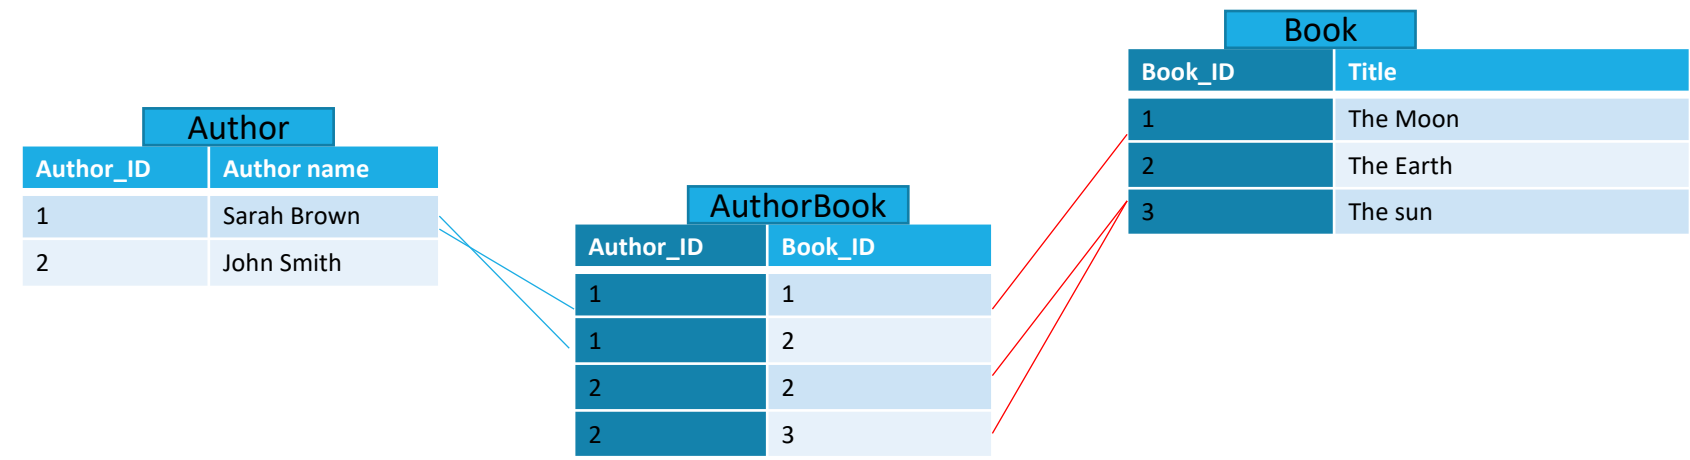 Author
Author_ID Author name
1 Sarah Brown
2 John Smith
AuthorBook
Author_ID Book_ID
1 1
1 2
2 2
2 3
Book
Book_ID Title
1 The Moon
2 The Earth
3 The sun